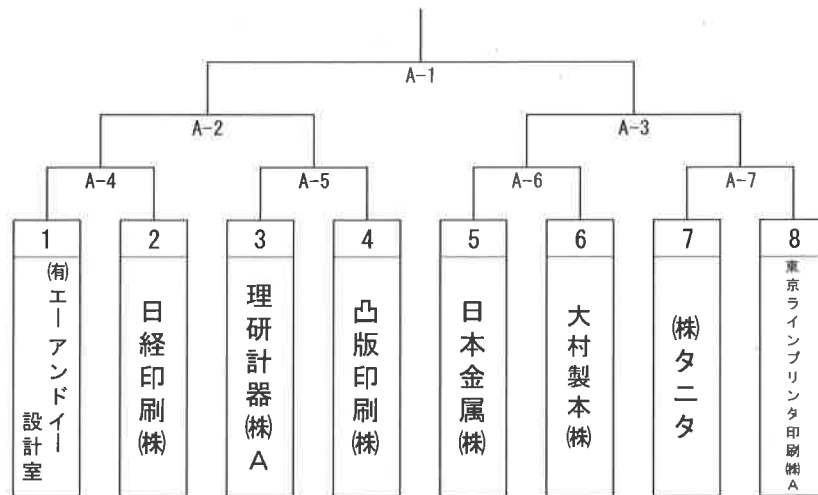 A-1
A-2
A-3
A-4
A-5
A-6
A-7
1
㈲エーアンドイー
設計室
2
日経印刷㈱
3
理研計器㈱A
4
凸版印刷㈱
5
日本金属㈱
6
大村製本㈱
7
㈱タニタ
8
東京ラインプリンタ印刷㈱A